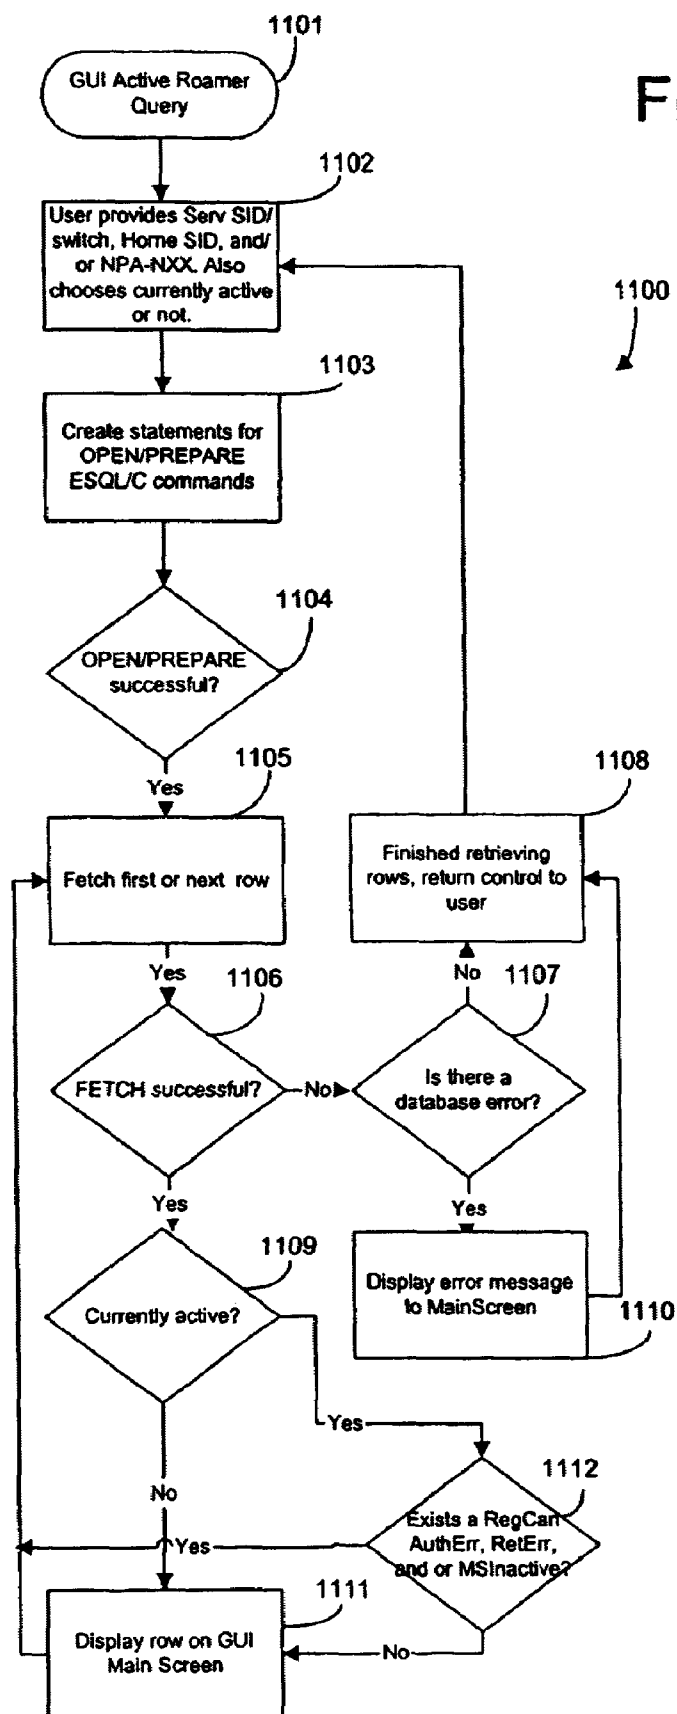 1101
GUI Active Roamer
Query
F
1102
User provides Serv SID/
switch, Home SID, and/
or NPA-NXX. Also
chooses currently active
or not.
1100
1103
Create statements for
OPEN/PREPARE
ESQL/C commands
1104
OPEN/PREPARE
successful?
Yes
1105
Fetch first or next row
1108
Finished retrieving
rows, return control to
user
Yes
No
1106
FETCH successful?
No
1107
Is there a
database error?
Yes
Yes
1109
Currently active?
Display error message
to MainScreen
1110
Yes
No
1112
Exists a RegCan
AuthErr, RetErr,
and or MSInactive?
Yes
1111
Display row on GUI
Main Screen
No